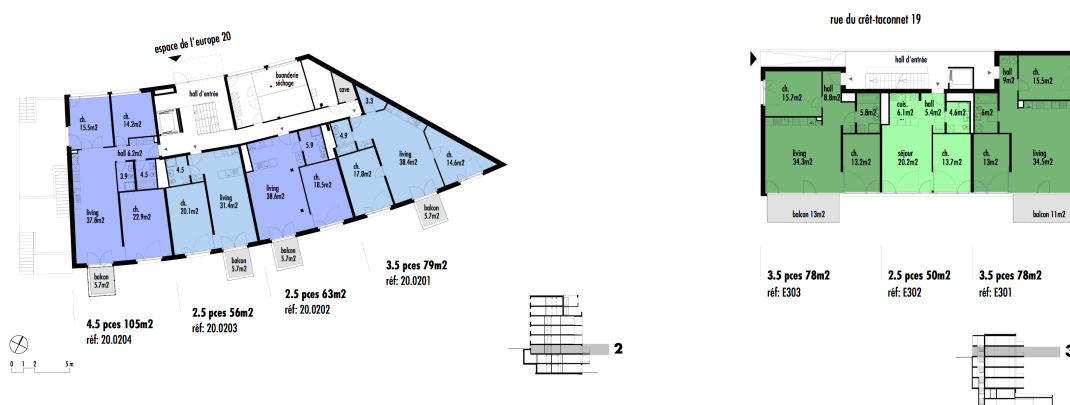 rue du crêt-taconnet 19
espace de l'europe 20
hall d'entrée
buanderie
séchage
cave
3.3
ch.
15.5m2
ch.
14.2m2
hall 6.2m2
3.9
4.5
living
37.8m2
ch.
22.9m2
balcon
5.7m2
4.5
ch.
20.1m2
living
31.4m2
balcon
5.7m2
living
38.6m2
5.9
ch.
18.5m2
balcon
5.7m2
4.9
ch.
17.8m2
living
38.4m2
ch.
14.6m2
balcon
5.7m2
4.5 pces 105m2
réf: 20.0204
2.5 pces 56m2
réf: 20.0203
2.5 pces 63m2
réf: 20.0202
3.5 pces 79m2
réf: 20.0201
0 1 2 5 m
2
hall d'entrée
ch.
15.7m2
hall
8.8m2
5.8m2
living
34.3m2
ch.
13.2m2
balcon 13m2
cuis.
6.1m2
hall
5.4m2
4.6m2
séjour
20.2m2
ch.
13.7m2
hall
9m2
ch.
15.5m2
6m2
ch.
13m2
living
34.5m2
balcon 11m2
3.5 pces 78m2
réf: E303
2.5 pces 50m2
réf: E302
3.5 pces 78m2
réf: E301
3